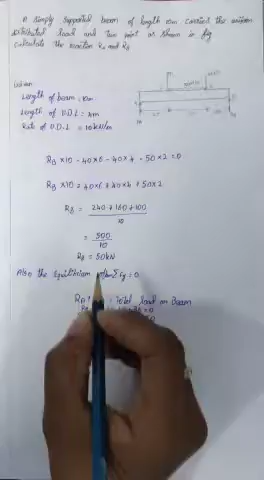 A simply supported beam of length 10m carries the uniform
distributed load and two point as shown in fig
calculate the reaction RA and RB
Given
Length of beam = 10m
Length of U.D.L = 4m
Rate of U.D.L = 10kN/m
RB ×10 - 40×6 - 40×4 - 50×2 = 0
RB ×10 = 40×6 + 40×4 + 50×2
RB = 240 + 160 + 100
10
= 500
10
RB = 50kN
Also the Equilibrium ΣFy = 0
= Total load on Beam